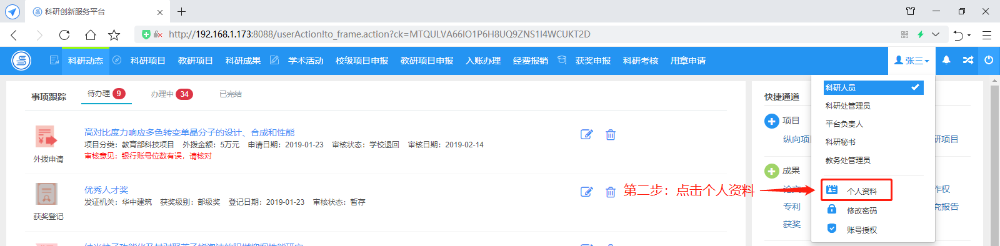 科研创新服务平台
http://192.168.1.173:8088/userAction!to_frame.action?ck=MTQULVA66IO1P6H8UQ9ZNS1I4WCUKT2D
科研动态 科研项目 教研项目 科研成果 学术活动 校级项目申报 教研项目申报 入账办理 经费报销 获奖申报 科研考核 用章申请 张三
事项跟踪 待办理 9 办理中 34 已完结
外拨申请
高对比度力响应多色转变单晶分子的设计、合成和性能
项目分类：教育部科技项目 外拨金额：5万元 申请日期：2019-01-23 审核状态：学校退回 审核日期：2019-02-14
审核意见：银行账号位数有误，请核对
获奖登记
优秀人才奖
发证机关：华中建筑 获奖级别：部级奖 登记日期：2019-01-23 审核状态：暂存
第二步：点击个人资料
快捷通道
项目
纵向项
研项目
成果
作权
专利
报告
获奖
科研人员
科研处管理员
平台负责人
科研秘书
教务处管理员
个人资料
修改密码
账号授权